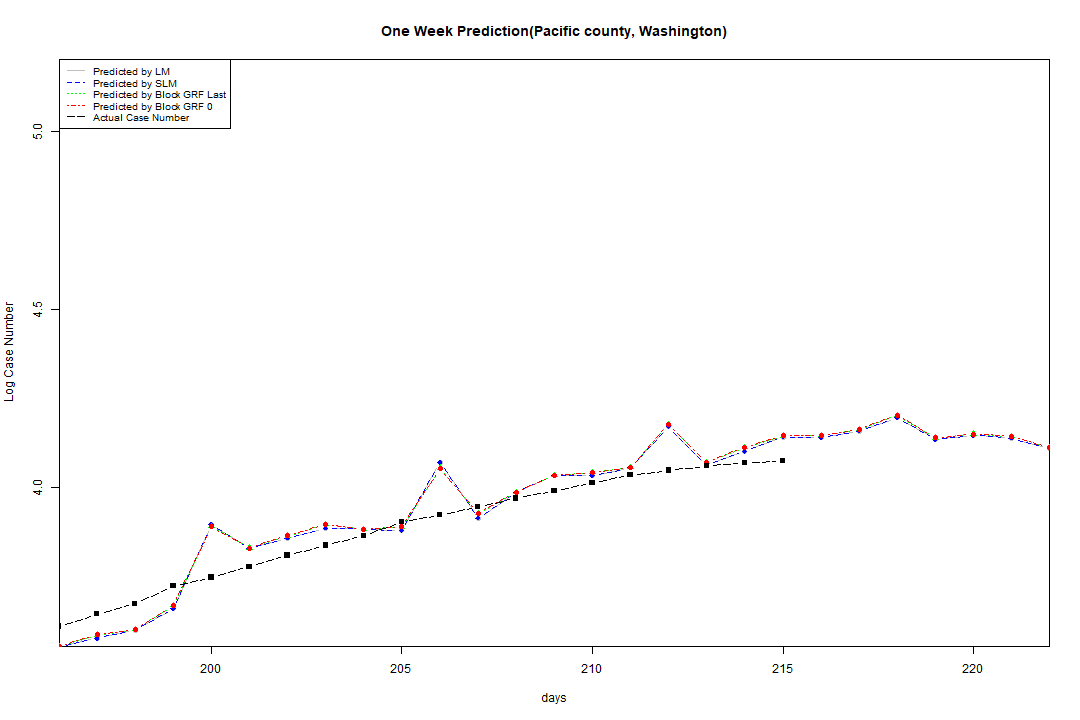 One Week Prediction(Pacific county, Washington)
Predicted by LM
Predicted by SLM
Predicted by Block GRF Last
Predicted by Block GRF 0
Actual Case Number
5.0
4.5
4.0
Log Case Number
200 205 210 215 220
days